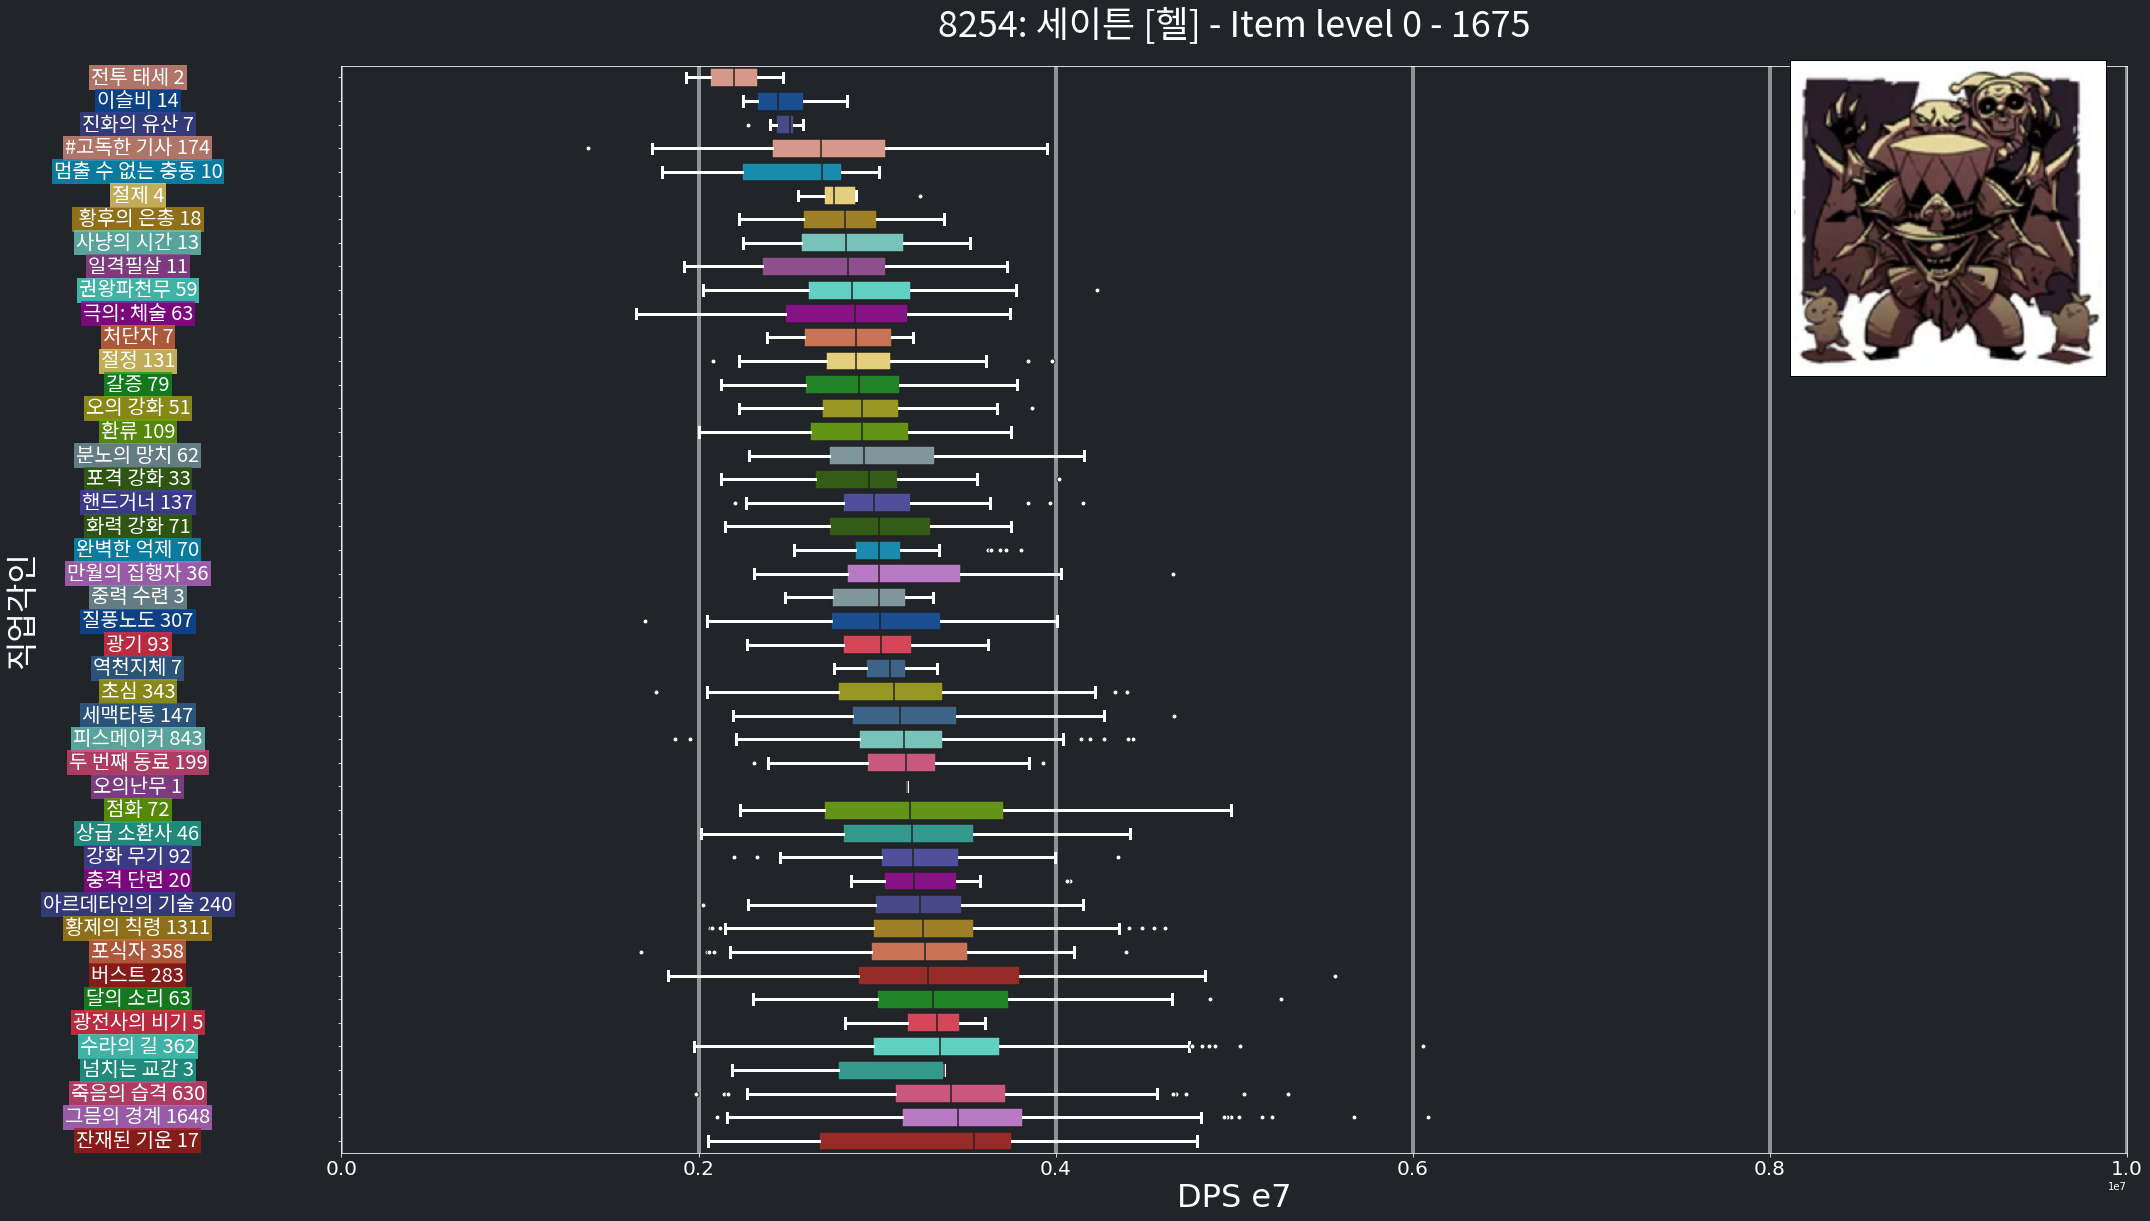 8254: 세이튼 [헬] - Item level 0 - 1675
전투 태세 2
이슬비 14
진화의 유산 7
#고독한 기사 174
멈출 수 없는 충동 10
절제 4
황후의 은총 18
사냥의 시간 13
일격필살 11
권왕파천무 59
극의: 체술 63
처단자 7
절정 131
갈증 79
오의 강화 51
환류 109
분노의 망치 62
포격 강화 33
핸드거너 137
화력 강화 71
완벽한 억제 70
만월의 집행자 36
중력 수련 3
질풍노도 307
광기 93
역천지체 7
초심 343
세맥타통 147
피스메이커 843
두 번째 동료 199
오의난무 1
점화 72
상급 소환사 46
강화 무기 92
충격 단련 20
아르데타인의 기술 240
황제의 칙령 1311
포식자 358
버스트 283
달의 소리 63
광전사의 비기 5
수라의 길 362
넘치는 교감 3
죽음의 습격 630
그믐의 경계 1648
잔재된 기운 17
직업각인
0.0 0.2 0.4 0.6 0.8 1.0
1e7
DPS e7